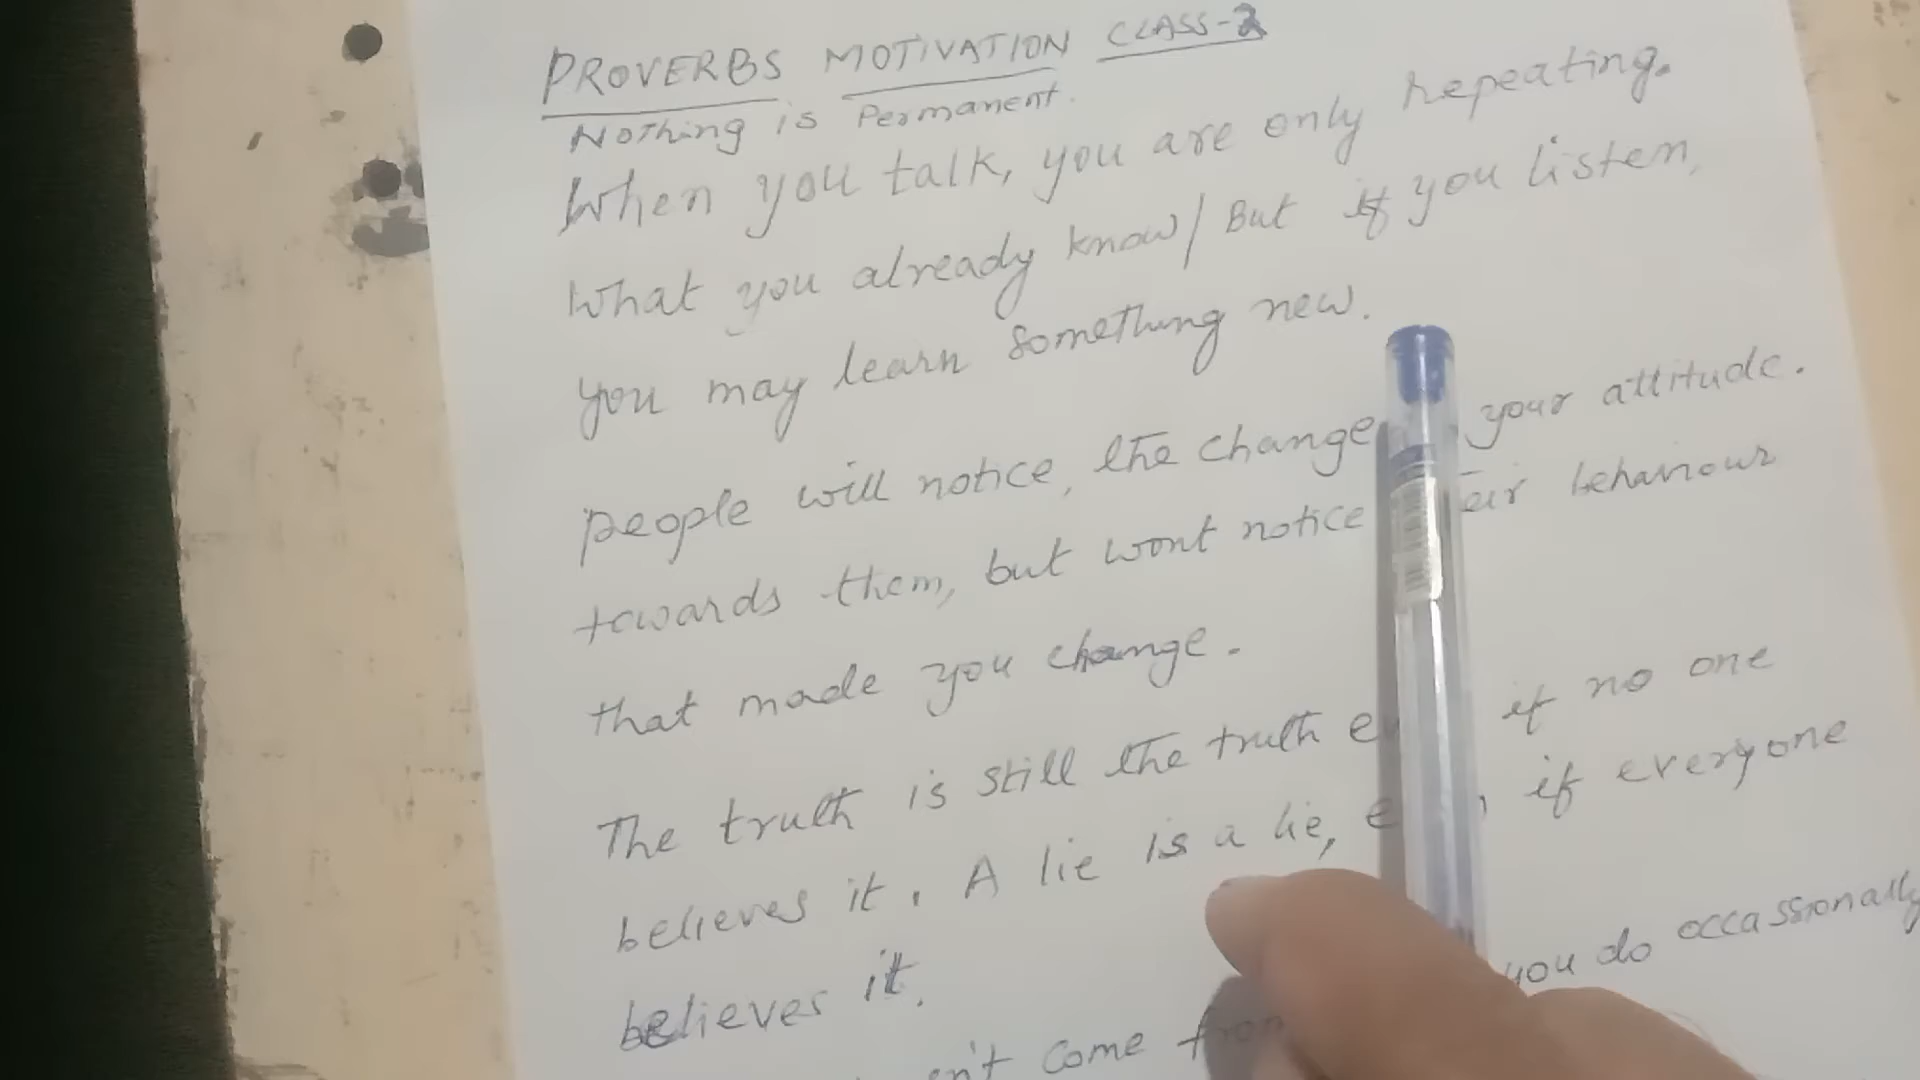 PROVERBS MOTIVATION CLASS-2
Nothing is Permanent.
When you talk, you are only repeating.
What you already know/ But if you listen,
you may learn something new.
people will notice, the change your attitude.
towards them, but wont notice behaviour
that made you change.
The truth is still the truth if no one
believes it. A lie is a lie, if everyone
believes it.
you do occassionally
come from